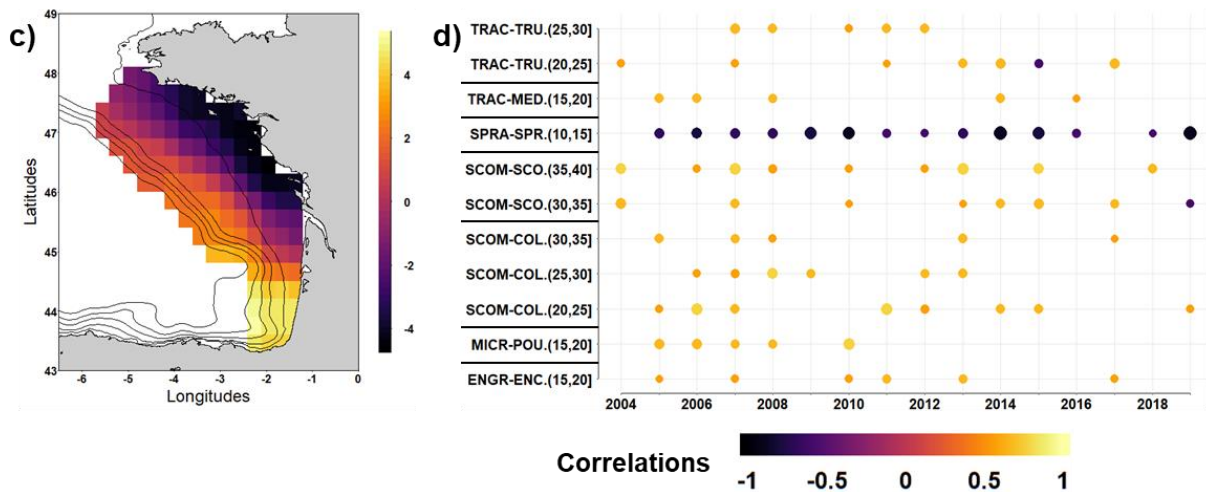 c)
49
48
47
46
45
44
43
Latitudes
-6 -5 -4 -3 -2 -1 0
Longitudes
4
2
0
-2
-4
d)
TRAC-TRU.(25,30]
TRAC-TRU.(20,25]
TRAC-MED.(15,20]
SPRA-SPR.(10,15]
SCOM-SCO.(35,40]
SCOM-SCO.(30,35]
SCOM-COL.(30,35]
SCOM-COL.(25,30]
SCOM-COL.(20,25]
MICR-POU.(15,20]
ENGR-ENC.(15,20]
2004 2006 2008 2010 2012 2014 2016 2018
Correlations
-1 -0.5 0 0.5 1